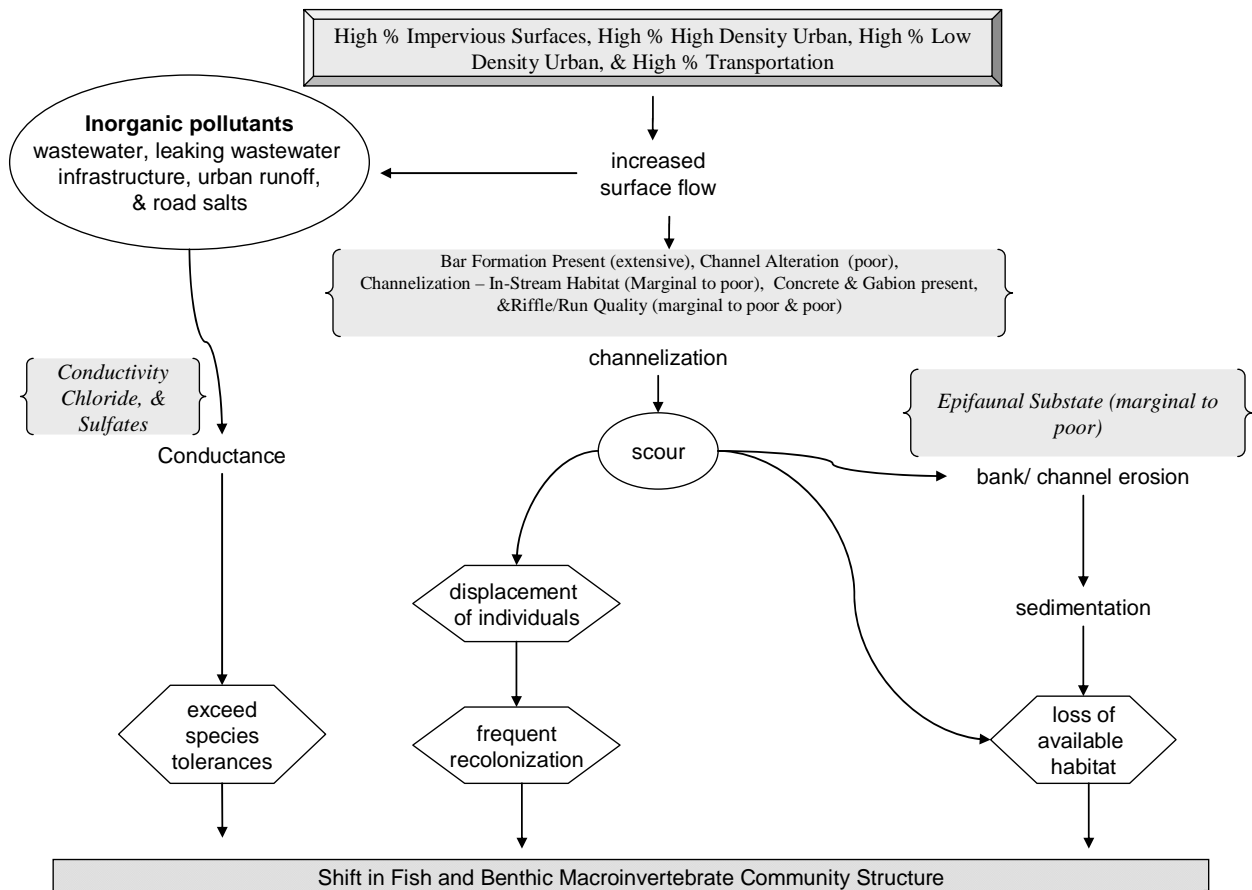 High % Impervious Surfaces, High % High Density Urban, High % Low
Density Urban, & High % Transportation
Inorganic pollutants
wastewater, leaking wastewater
infrastructure, urban runoff,
& road salts
increased
surface flow
Bar Formation Present (extensive), Channel Alteration (poor),
Channelization – In-Stream Habitat (Marginal to poor), Concrete & Gabion present,
&Riffle/Run Quality (marginal to poor & poor)
channelization
Conductivity
Chloride, &
Sulfates
Epifaunal Substate (marginal to
poor)
Conductance
scour
bank/ channel erosion
displacement
of individuals
sedimentation
exceed
species
tolerances
frequent
recolonization
loss of
available
habitat
Shift in Fish and Benthic Macroinvertebrate Community Structure